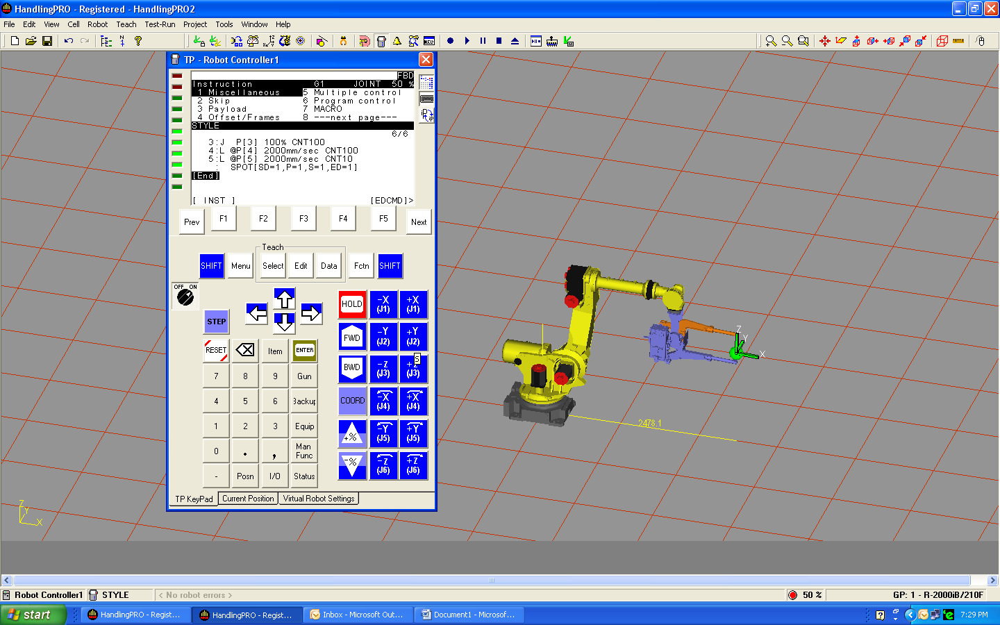 HandlingPRO - Registered - HandlingPRO2
File Edit View Cell Robot Teach Test-Run Project Tools Window Help
TP - Robot Controller1
FBD
Instruction G1 JOINT 50 %
1 Miscellaneous 5 Multiple control
2 Skip 6 Program control
3 Payload 7 MACRO
4 Offset/Frames 8 ---next page---
STYLE
6/6
3:J P[3] 100% CNT100
4:L @P[4] 2000mm/sec CNT100
5:L @P[5] 2000mm/sec CNT10
: SPOT[SD=1,P=1,S=1,ED=1]
[End]
[ INST ] [EDCMD]>
Prev F1 F2 F3 F4 F5 Next
Teach
SHIFT Menu Select Edit Data Fctn SHIFT
OFF ON
HOLD -X (J1) +X (J1)
STEP
FWD -Y (J2) +Y (J2)
RESET Item ENTER
S
BWD -Z (J3) +Z (J3)
7 8 9 Gun
COORD -X (J4) +X (J4)
4 5 6 Backup
1 2 3 Equip
+% -Y (J5) +Y (J5)
0 . , Man Func
-% -Z (J6) +Z (J6)
- Posn I/O Status
TP KeyPad Current Position Virtual Robot Settings
Z
Y
X
2478.1
Z
Y
X
Robot Controller1 STYLE < No robot errors > 50 % GP: 1 - R-2000iB/210F
start HandlingPRO - Regist... HandlingPRO - Regist... Inbox - Microsoft Out... Document1 - Microsof... 7:29 PM